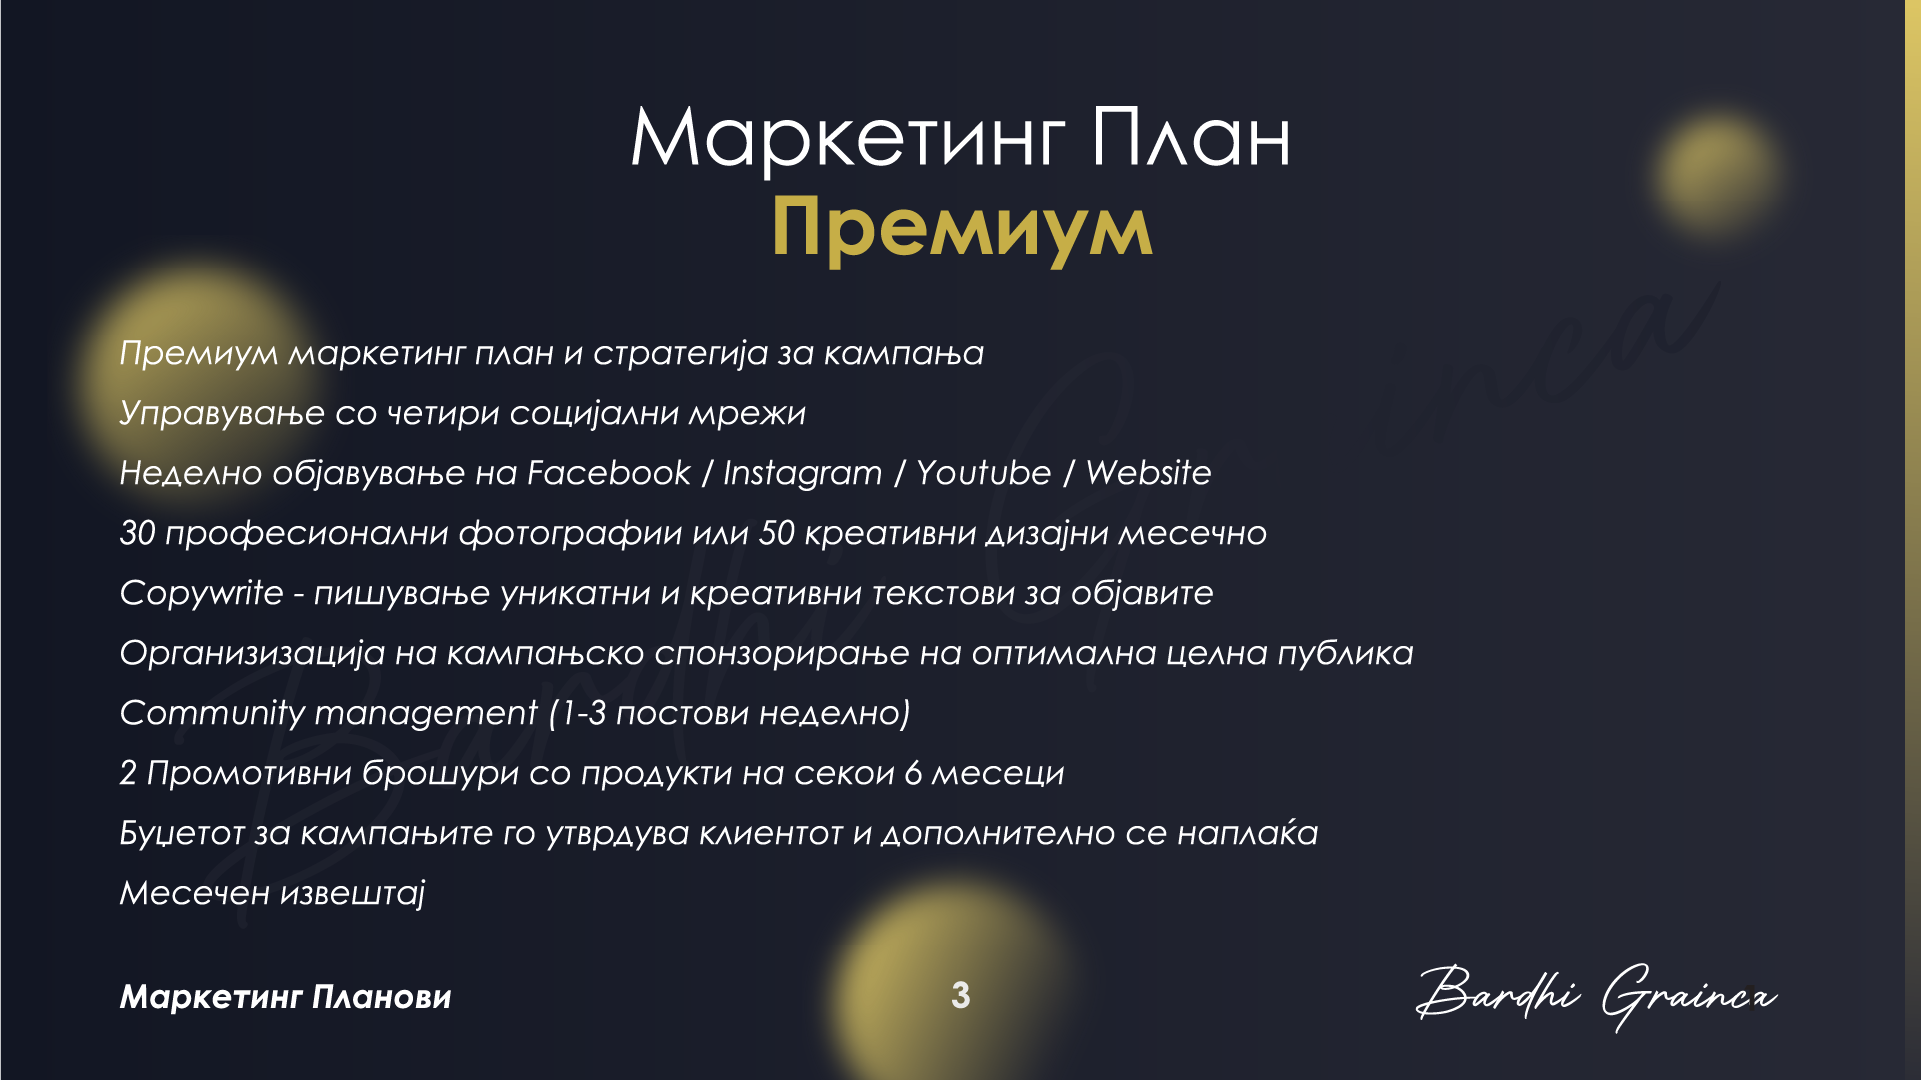 Маркетинг План
Премиум
Премиум маркетинг план и стратегија за кампања
Управување со четири социјални мрежи
Неделно објавување на Facebook / Instagram / Youtube / Website
30 професионални фотографии или 50 креативни дизајни месечно
Copywrite - пишување уникатни и креативни текстови за објавите
Организизација на кампањско спонзорирање на оптимална целна публика
Community management (1-3 постови неделно)
2 Промотивни брошури со продукти на секои 6 месеци
Буџетот за кампањите го утврдува клиентот и дополнително се наплаќа
Месечен извештај
Маркетинг Планови
3
Bardhi Grainca